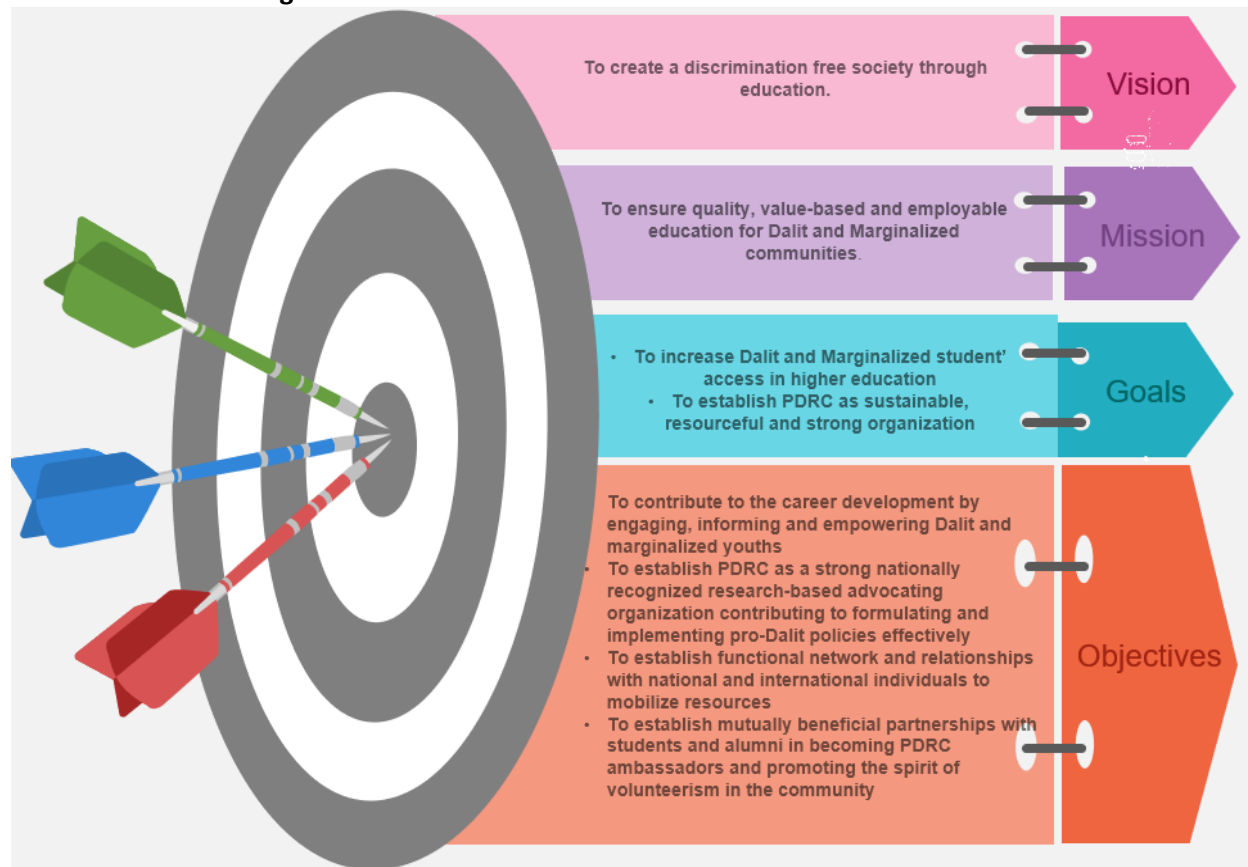 To create a discrimination free society through
education.
Vision
To ensure quality, value-based and employable
education for Dalit and Marginalized
communities.
Mission
• To increase Dalit and Marginalized student’
access in higher education
• To establish PDRC as sustainable,
resourceful and strong organization
Goals
To contribute to the career development by
engaging, informing and empowering Dalit and
marginalized youths
• To establish PDRC as a strong nationally
recognized research-based advocating
organization contributing to formulating and
implementing pro-Dalit policies effectively
• To establish functional network and relationships
with national and international individuals to
mobilize resources
• To establish mutually beneficial partnerships with
students and alumni in becoming PDRC
ambassadors and promoting the spirit of
volunteerism in the community
Objectives